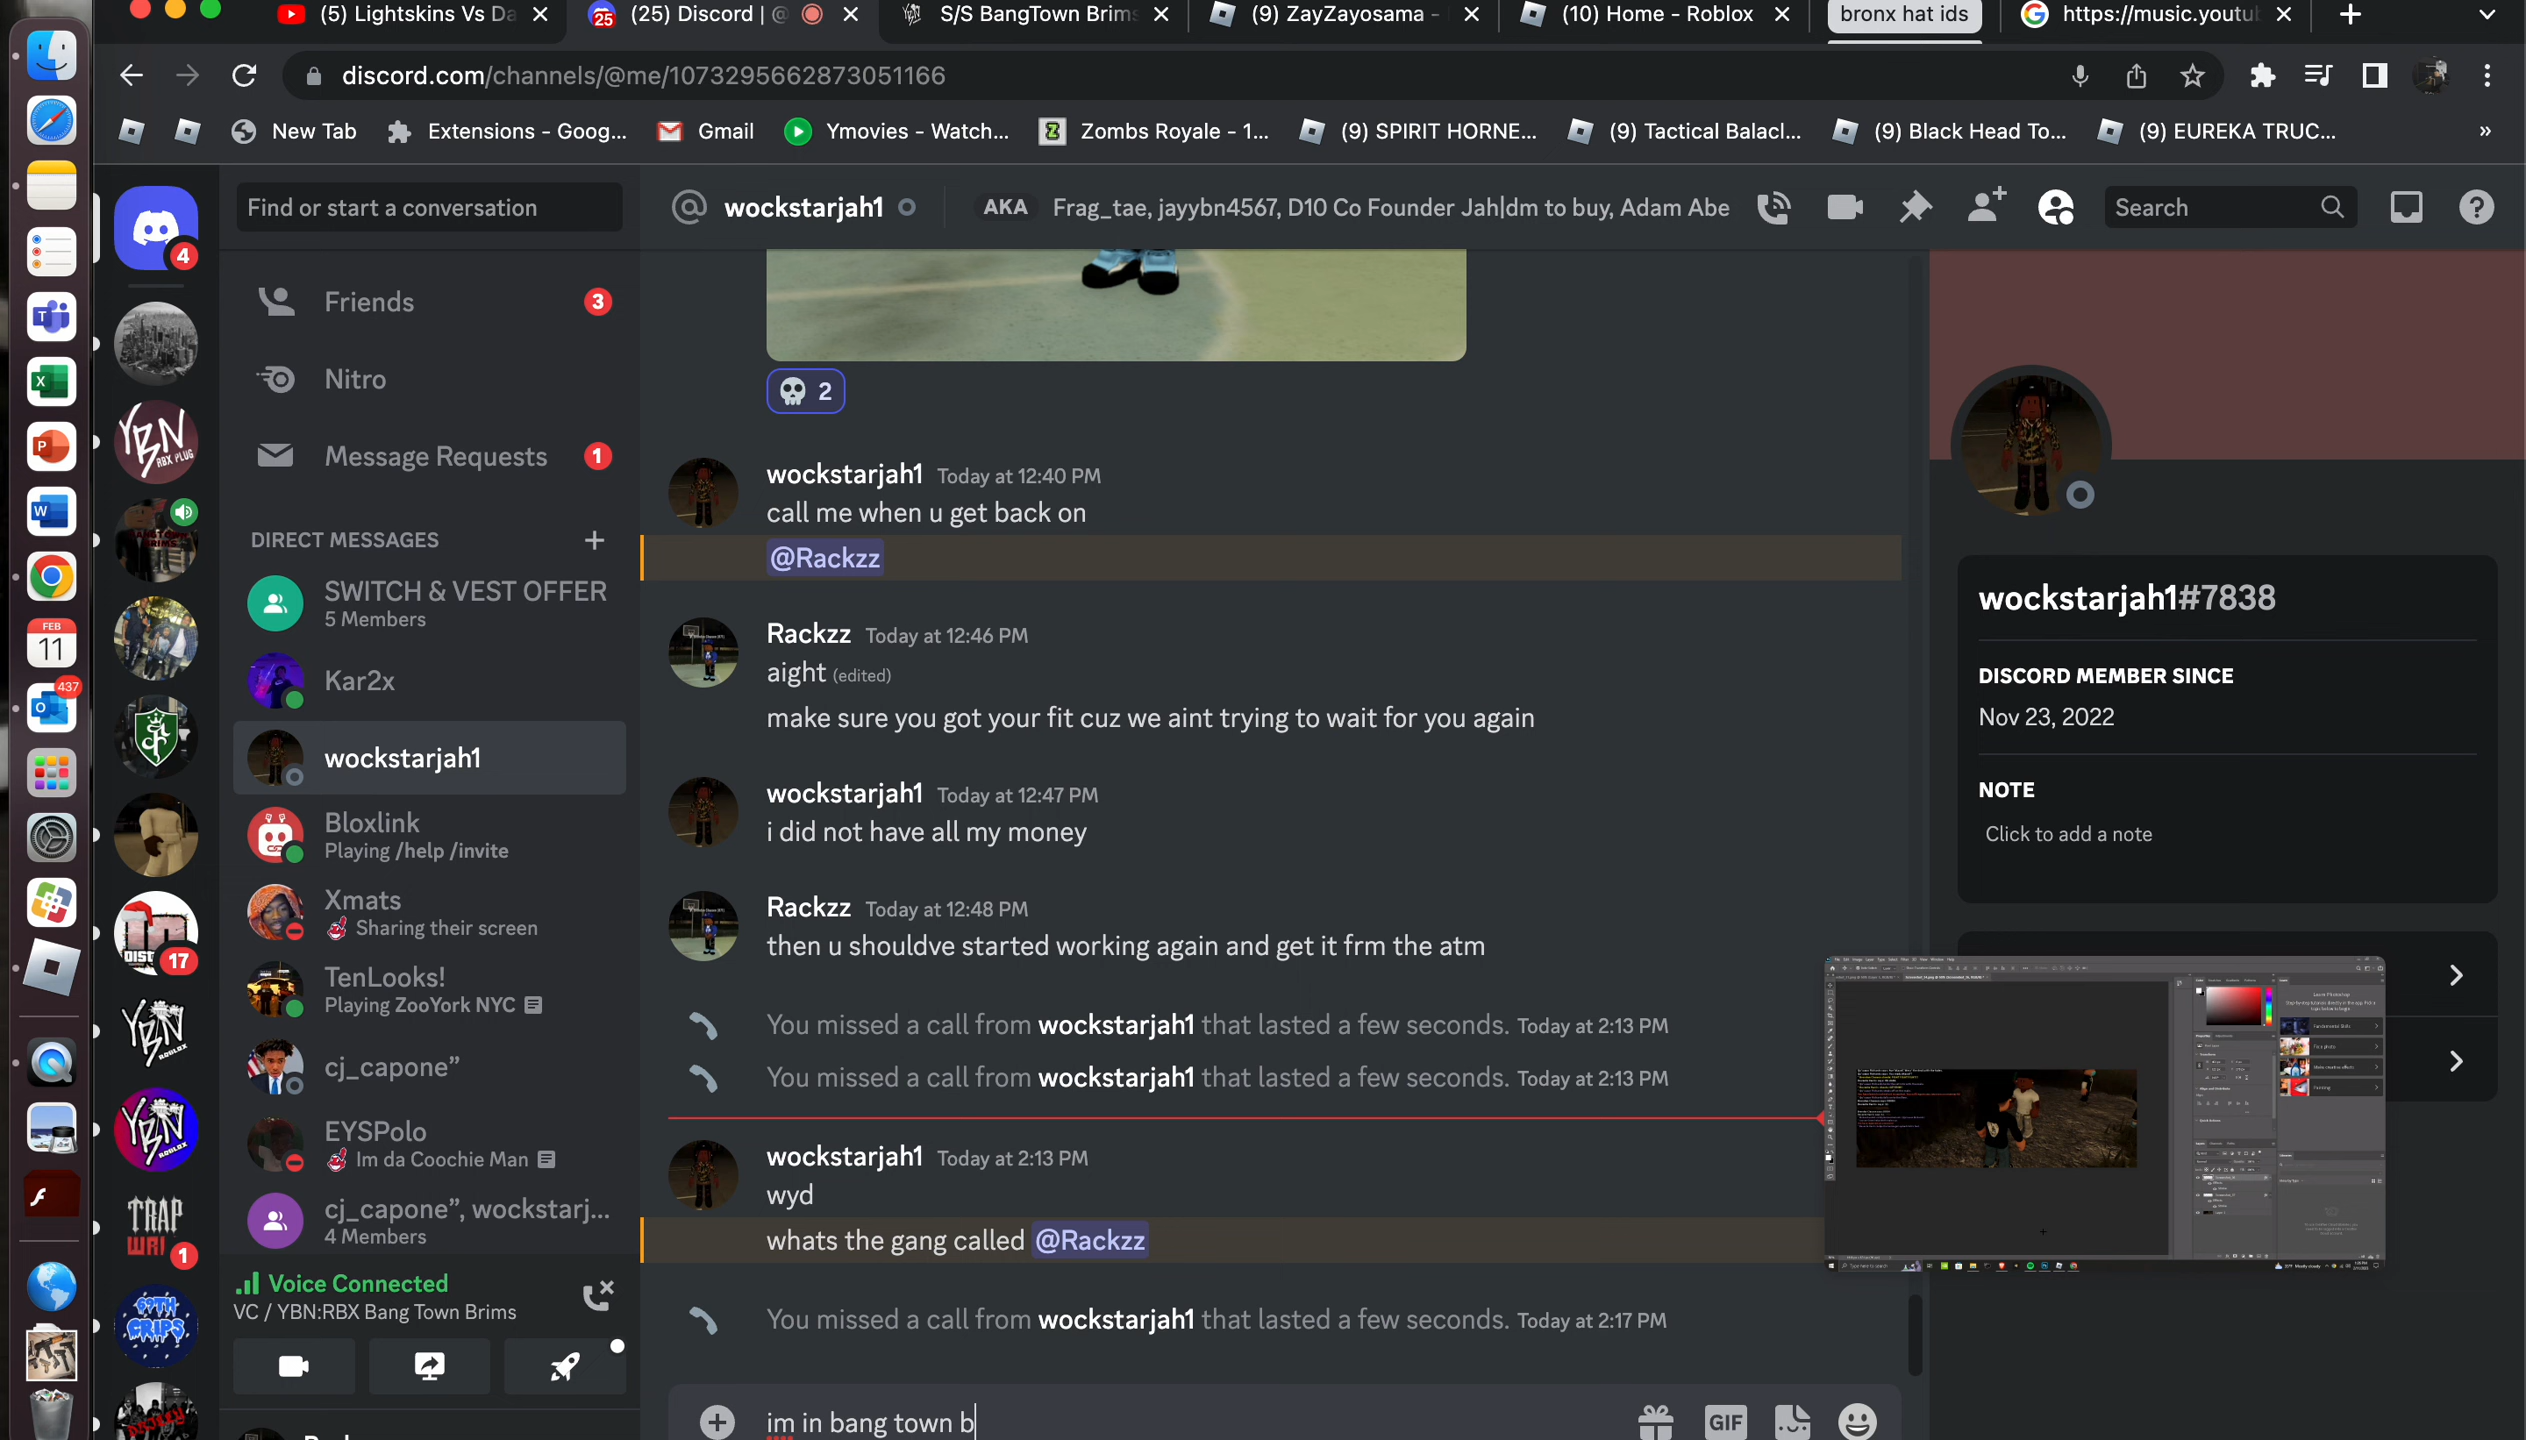 (5) Lightskins Vs Da
(25) Discord | @
S/S BangTown Brims
(9) ZayZayosama -
(10) Home - Roblox
bronx hat ids
https://music.youtu
discord.com/channels/@me/1073295662873051166
New Tab
Extensions - Goog...
Gmail
Ymovies - Watch...
Zombs Royale - 1...
(9) SPIRIT HORNE...
(9) Tactical Balacl...
(9) Black Head To...
(9) EUREKA TRUC...
»
FEB
11
437
25
4
YBN
RBX PLUG
17
YBN
ROBLOX
YBN
ROBLOX
TRAP
1
69TH
CRIPS
Find or start a conversation
Friends
3
Nitro
Message Requests
1
DIRECT MESSAGES
SWITCH & VEST OFFER
5 Members
Kar2x
wockstarjah1
Bloxlink
Playing /help /invite
Xmats
Sharing their screen
TenLooks!
Playing ZooYork NYC
cj_capone”
EYSPolo
Im da Coochie Man
cj_capone”, wockstarj...
4 Members
Voice Connected
VC / YBN:RBX Bang Town Brims
@ wockstarjah1
AKA Frag_tae, jayybn4567, D10 Co Founder Jah|dm to buy, Adam Abe
Search
2
wockstarjah1 Today at 12:40 PM
call me when u get back on
@Rackzz
Rackzz Today at 12:46 PM
aight (edited)
make sure you got your fit cuz we aint trying to wait for you again
wockstarjah1 Today at 12:47 PM
i did not have all my money
Rackzz Today at 12:48 PM
then u shouldve started working again and get it frm the atm
You missed a call from wockstarjah1 that lasted a few seconds. Today at 2:13 PM
You missed a call from wockstarjah1 that lasted a few seconds. Today at 2:13 PM
wockstarjah1 Today at 2:13 PM
wyd
whats the gang called @Rackzz
You missed a call from wockstarjah1 that lasted a few seconds. Today at 2:17 PM
im in bang town b
GIF
wockstarjah1#7838
DISCORD MEMBER SINCE
Nov 23, 2022
NOTE
Click to add a note